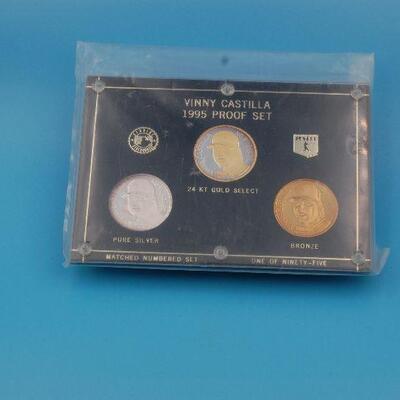 VINNY CASTILLA
1995 PROOF SET
24 KT GOLD SELECT
PURE SILVER
BRONZE
MATCHED NUMBERED SET
ONE OF NINETY-FIVE